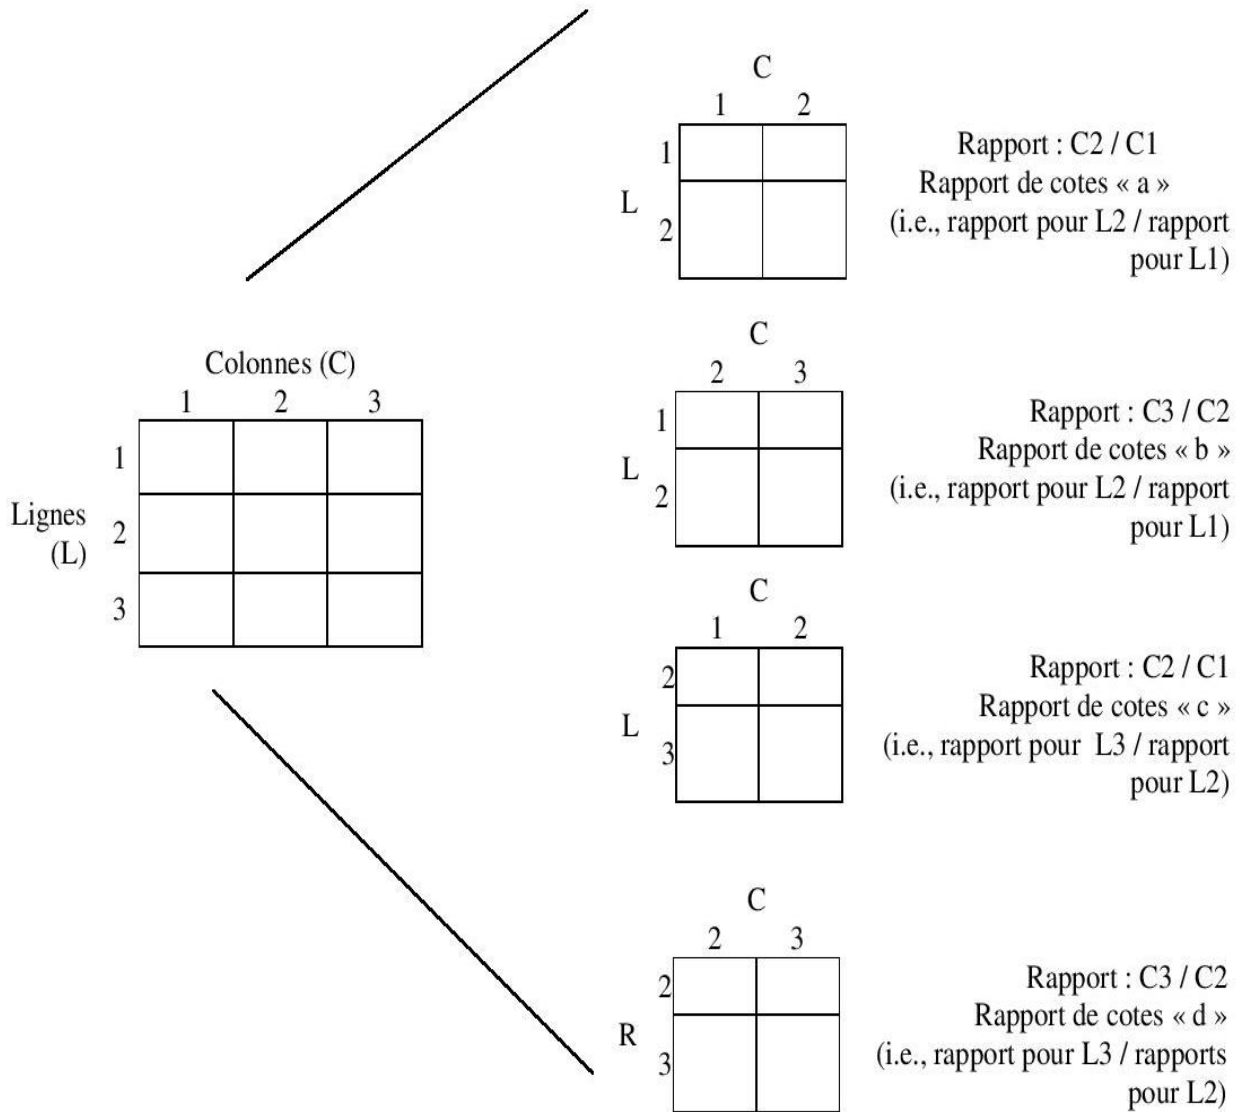 C
1 2
1
L
2
Rapport : C2 / C1
Rapport de cotes « a »
(i.e., rapport pour L2 / rapport
pour L1)
Colonnes (C)
1 2 3
1
Lignes
(L)
2
3
C
2 3
1
L
2
Rapport : C3 / C2
Rapport de cotes « b »
(i.e., rapport pour L2 / rapport
pour L1)
C
1 2
2
L
3
Rapport : C2 / C1
Rapport de cotes « c »
(i.e., rapport pour L3 / rapport
pour L2)
C
2 3
2
R
3
Rapport : C3 / C2
Rapport de cotes « d »
(i.e., rapport pour L3 / rapports
pour L2)